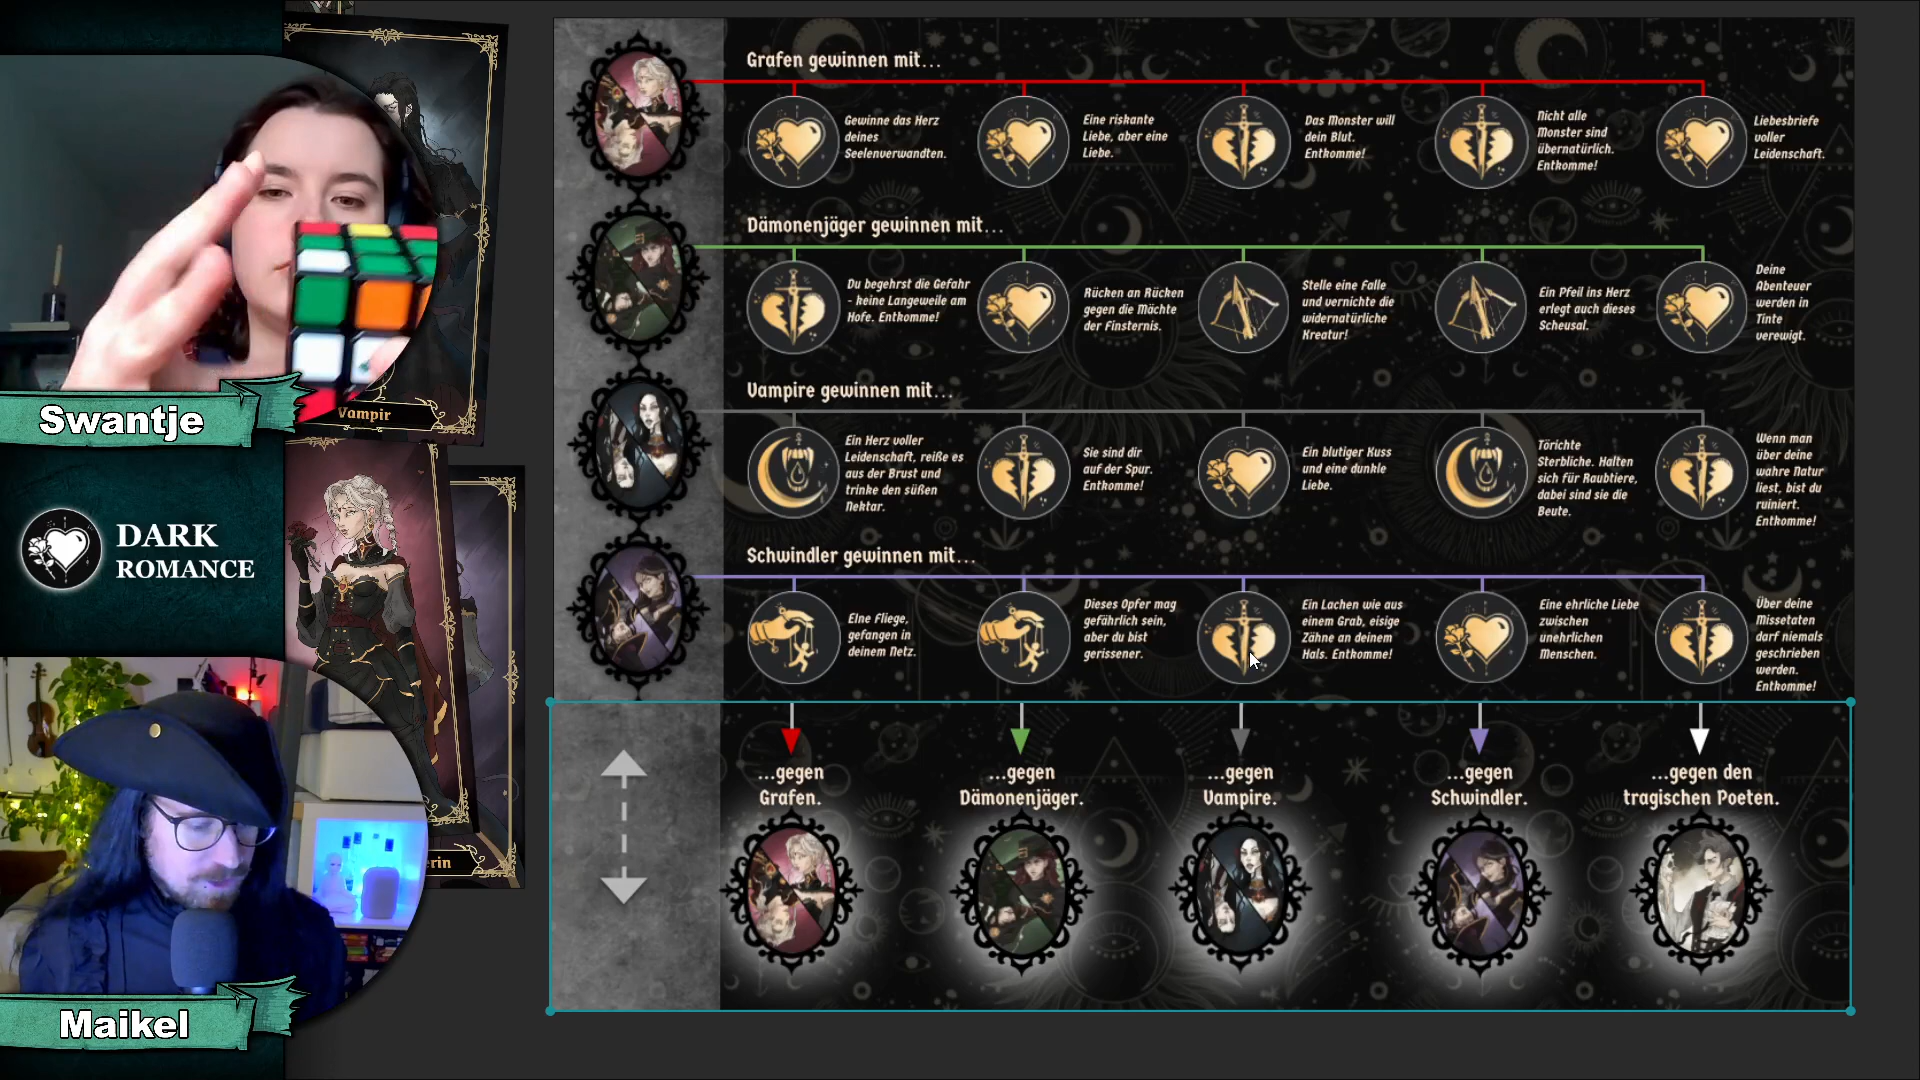 Grafen gewinnen mit...
Gewinne das Herz
deines
Seelenverwandten.
Eine riskante
Liebe, aber eine
Liebe.
Das Monster will
dein Blut.
Entkomme!
Nicht alle
Monster sind
übernatürlich.
Entkomme!
Liebesbriefe
voller
Leidenschaft.
Dämonenjäger gewinnen mit...
Du begehrst die Gefahr
- keine Langeweile am
Hofe. Entkomme!
Rücken an Rücken
gegen die Mächte
der Finsternis.
Stelle eine Falle
und vernichte die
widernatürliche
Kreatur!
Ein Pfeil ins Herz
erlegt auch dieses
Scheusal.
Deine
Abenteuer
werden in
Tinte
verewigt.
Vampire gewinnen mit...
Ein Herz voller
Leidenschaft, reiße es
aus der Brust und
trinke den süßen
Nektar.
Sie sind dir
auf der Spur.
Entkomme!
Ein blutiger Kuss
und eine dunkle
Liebe.
Törichte
Sterbliche. Halten
sich für Raubtiere,
dabei sind sie die
Beute.
Wenn man
über deine
wahre Natur
liest, bist du
ruiniert.
Entkomme!
Schwindler gewinnen mit...
EIne Fliege,
gefangen in
deinem Netz.
Dieses Opfer mag
gefährlich sein,
aber du bist
gerissener.
Ein Lachen wie aus
einem Grab, eisige
Zähne an deinem
Hals. Entkomme!
Eine ehrliche Liebe
zwischen
unehrlichen
Menschen.
Über deine
Missetaten
darf niemals
geschrieben
werden.
Entkomme!
...gegen
Grafen.
...gegen
Dämonenjäger.
...gegen
Vampire.
...gegen
Schwindler.
...gegen den
tragischen Poeten.
Vampir
Swantje
DARK
ROMANCE
erin
Maikel